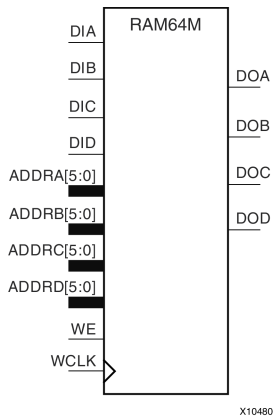 RAM64M
DIA
DIB
DIC
DID
ADDRA[5:0]
ADDRB[5:0]
ADDRC[5:0]
ADDRD[5:0]
WE
WCLK
DOA
DOB
DOC
DOD
X10480